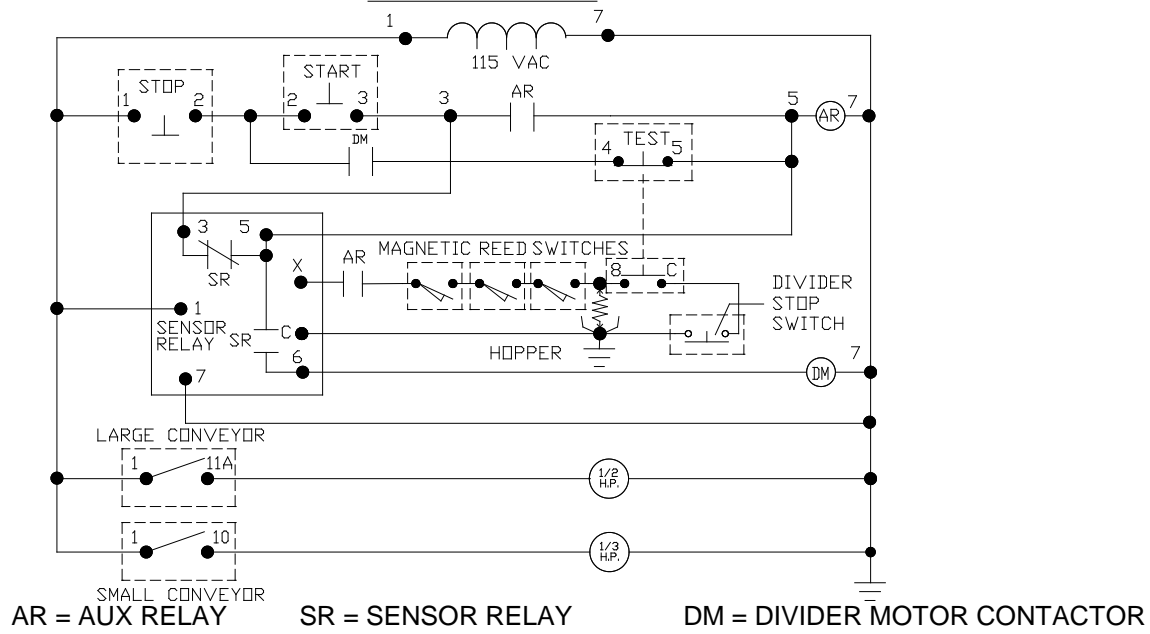 1 7
115 VAC
STOP
START
1 2
2 3
3
AR
5
AR
7
DM
TEST
4 5
3 5
SR
X
AR
MAGNETIC REED SWITCHES
8 C
DIVIDER
STOP
SWITCH
1
SENSOR
RELAY
SR
C
HOPPER
6
DM
7
7
LARGE CONVEYOR
1 11A
1/2
H.P.
1 10
1/3
H.P.
SMALL CONVEYOR
AR = AUX RELAY SR = SENSOR RELAY DM = DIVIDER MOTOR CONTACTOR